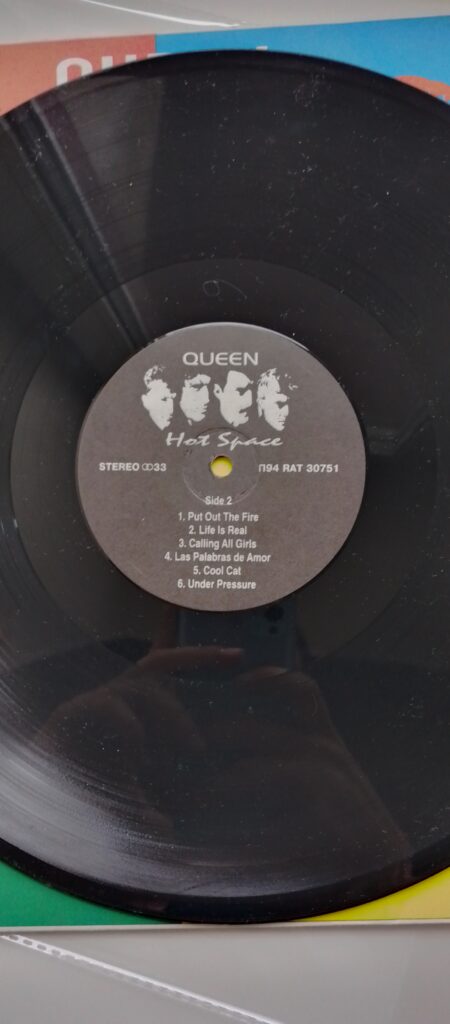 QUEEN
Hot Space
STEREO ꝏ33
П94 RAT 30751
Side 2
1. Put Out The Fire
2. Life Is Real
3. Calling All Girls
4. Las Palabras de Amor
5. Cool Cat
6. Under Pressure